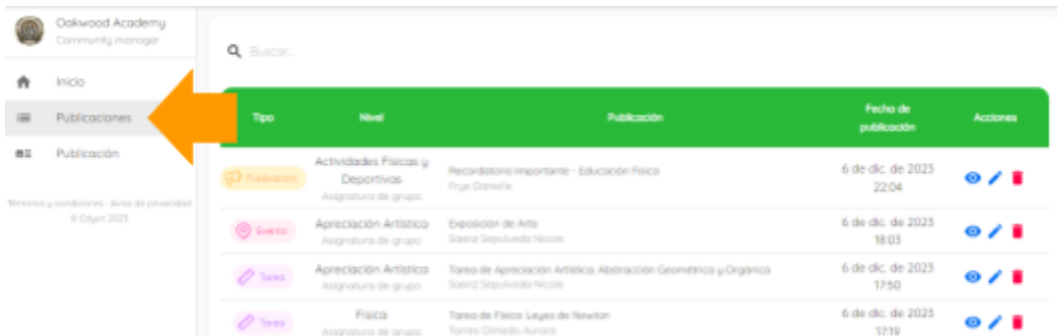 Oakwood Academy
Community manager
Inicio
Publicaciones
Publicación
Términos y condiciones · Aviso de privacidad
2023
Buscar...
Tipo Nivel Publicación Fecha de publicación Acciones
Publicación
Actividades Físicas y Deportivas
Asignatura de grupo
Recordatorio Importante - Educación Física
Frye Danielle
6 de dic. de 2023
22:04
Evento
Apreciación Artística
Asignatura de grupo
Exposición de Arte
Saenz Sepulveda Nicole
6 de dic. de 2023
18:03
Tarea
Apreciación Artística
Asignatura de grupo
Tarea de Apreciación Artística: Abstracción Geométrica y Orgánica
Saenz Sepulveda Nicole
6 de dic. de 2023
17:50
Tarea
Física
Asignatura de grupo
Tarea de Física: Leyes de Newton
Torres Olmedo Aurora
6 de dic. de 2023
17:19